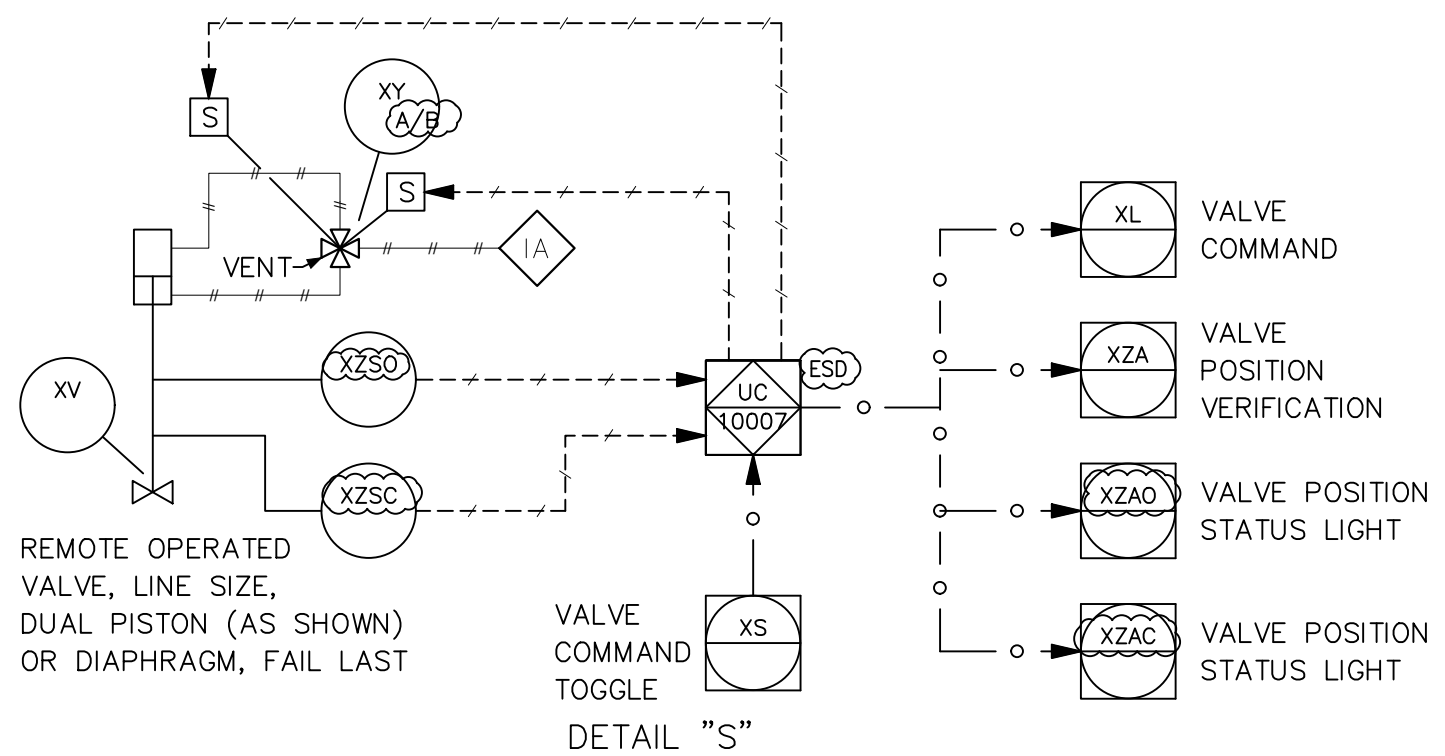 S
XY
A/B
S
VENT
IA
XV
XZSO
XZSC
REMOTE OPERATED
VALVE, LINE SIZE,
DUAL PISTON (AS SHOWN)
OR DIAPHRAGM, FAIL LAST
ESD
UC
10007
XS
VALVE
COMMAND
TOGGLE
XL
VALVE
COMMAND
XZA
VALVE
POSITION
VERIFICATION
XZAO
VALVE POSITION
STATUS LIGHT
XZAC
VALVE POSITION
STATUS LIGHT
DETAIL "S"